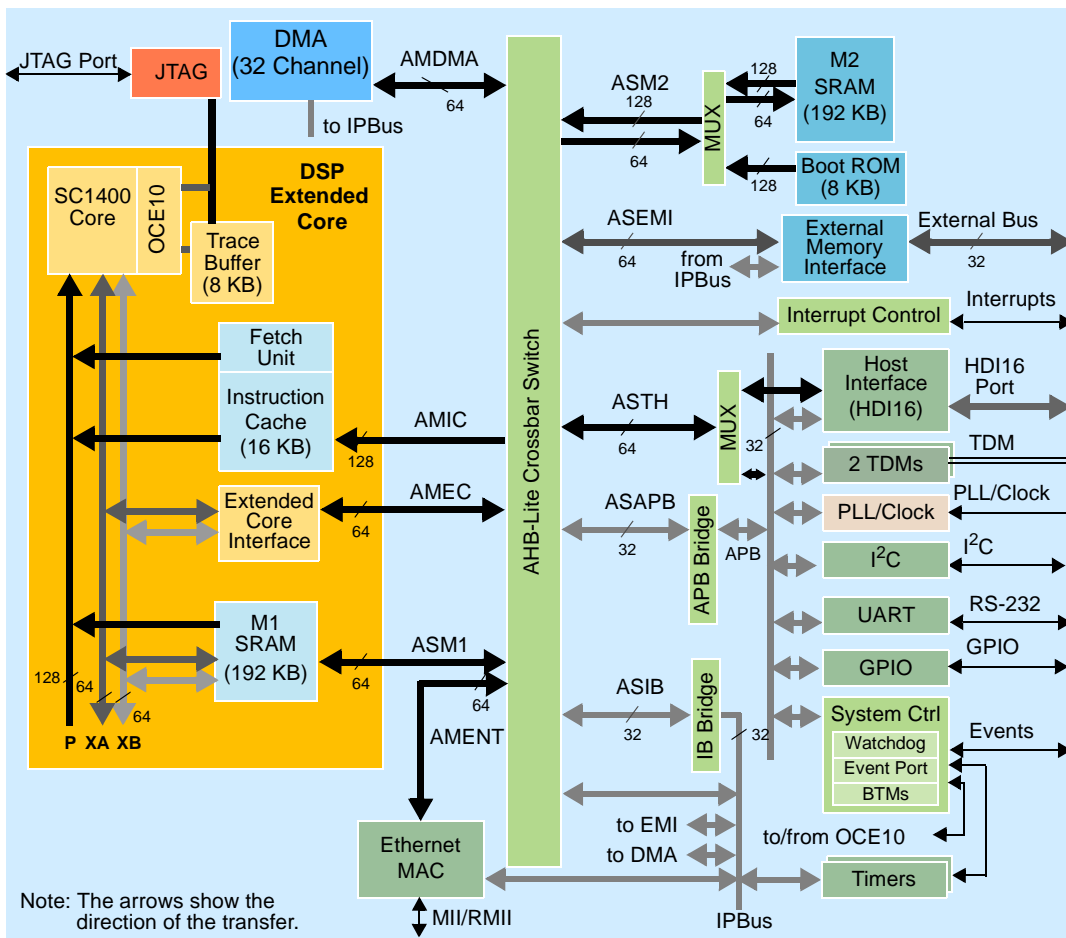 JTAG Port
JTAG
DMA
(32 Channel)
to IPBus
AMDMA
64
DSP
Extended
Core
SC1400
Core
OCE10
Trace
Buffer
(8 KB)
Fetch
Unit
Instruction
Cache
(16 KB)
AMIC
128
Extended
Core
Interface
AMEC
64
M1
SRAM
(192 KB)
ASM1
64
128
64
64
P
XA
XB
64
AMENT
Ethernet
MAC
MII/RMII
Note: The arrows show the
direction of the transfer.
AHB-Lite Crossbar Switch
ASM2
128
64
MUX
128
64
128
M2
SRAM
(192 KB)
Boot ROM
(8 KB)
ASEMI
64
from
IPBus
External
Memory
Interface
External Bus
32
Interrupt Control
Interrupts
ASTH
64
MUX
32
Host
Interface
(HDI16)
HDI16
Port
2 TDMs
TDM
ASAPB
32
APB Bridge
APB
PLL/Clock
PLL/Clock
I2C
I2C
UART
RS-232
GPIO
GPIO
ASIB
32
IB Bridge
32
System Ctrl
Watchdog
Event Port
BTMs
Events
to EMI
to DMA
to/from OCE10
Timers
IPBus